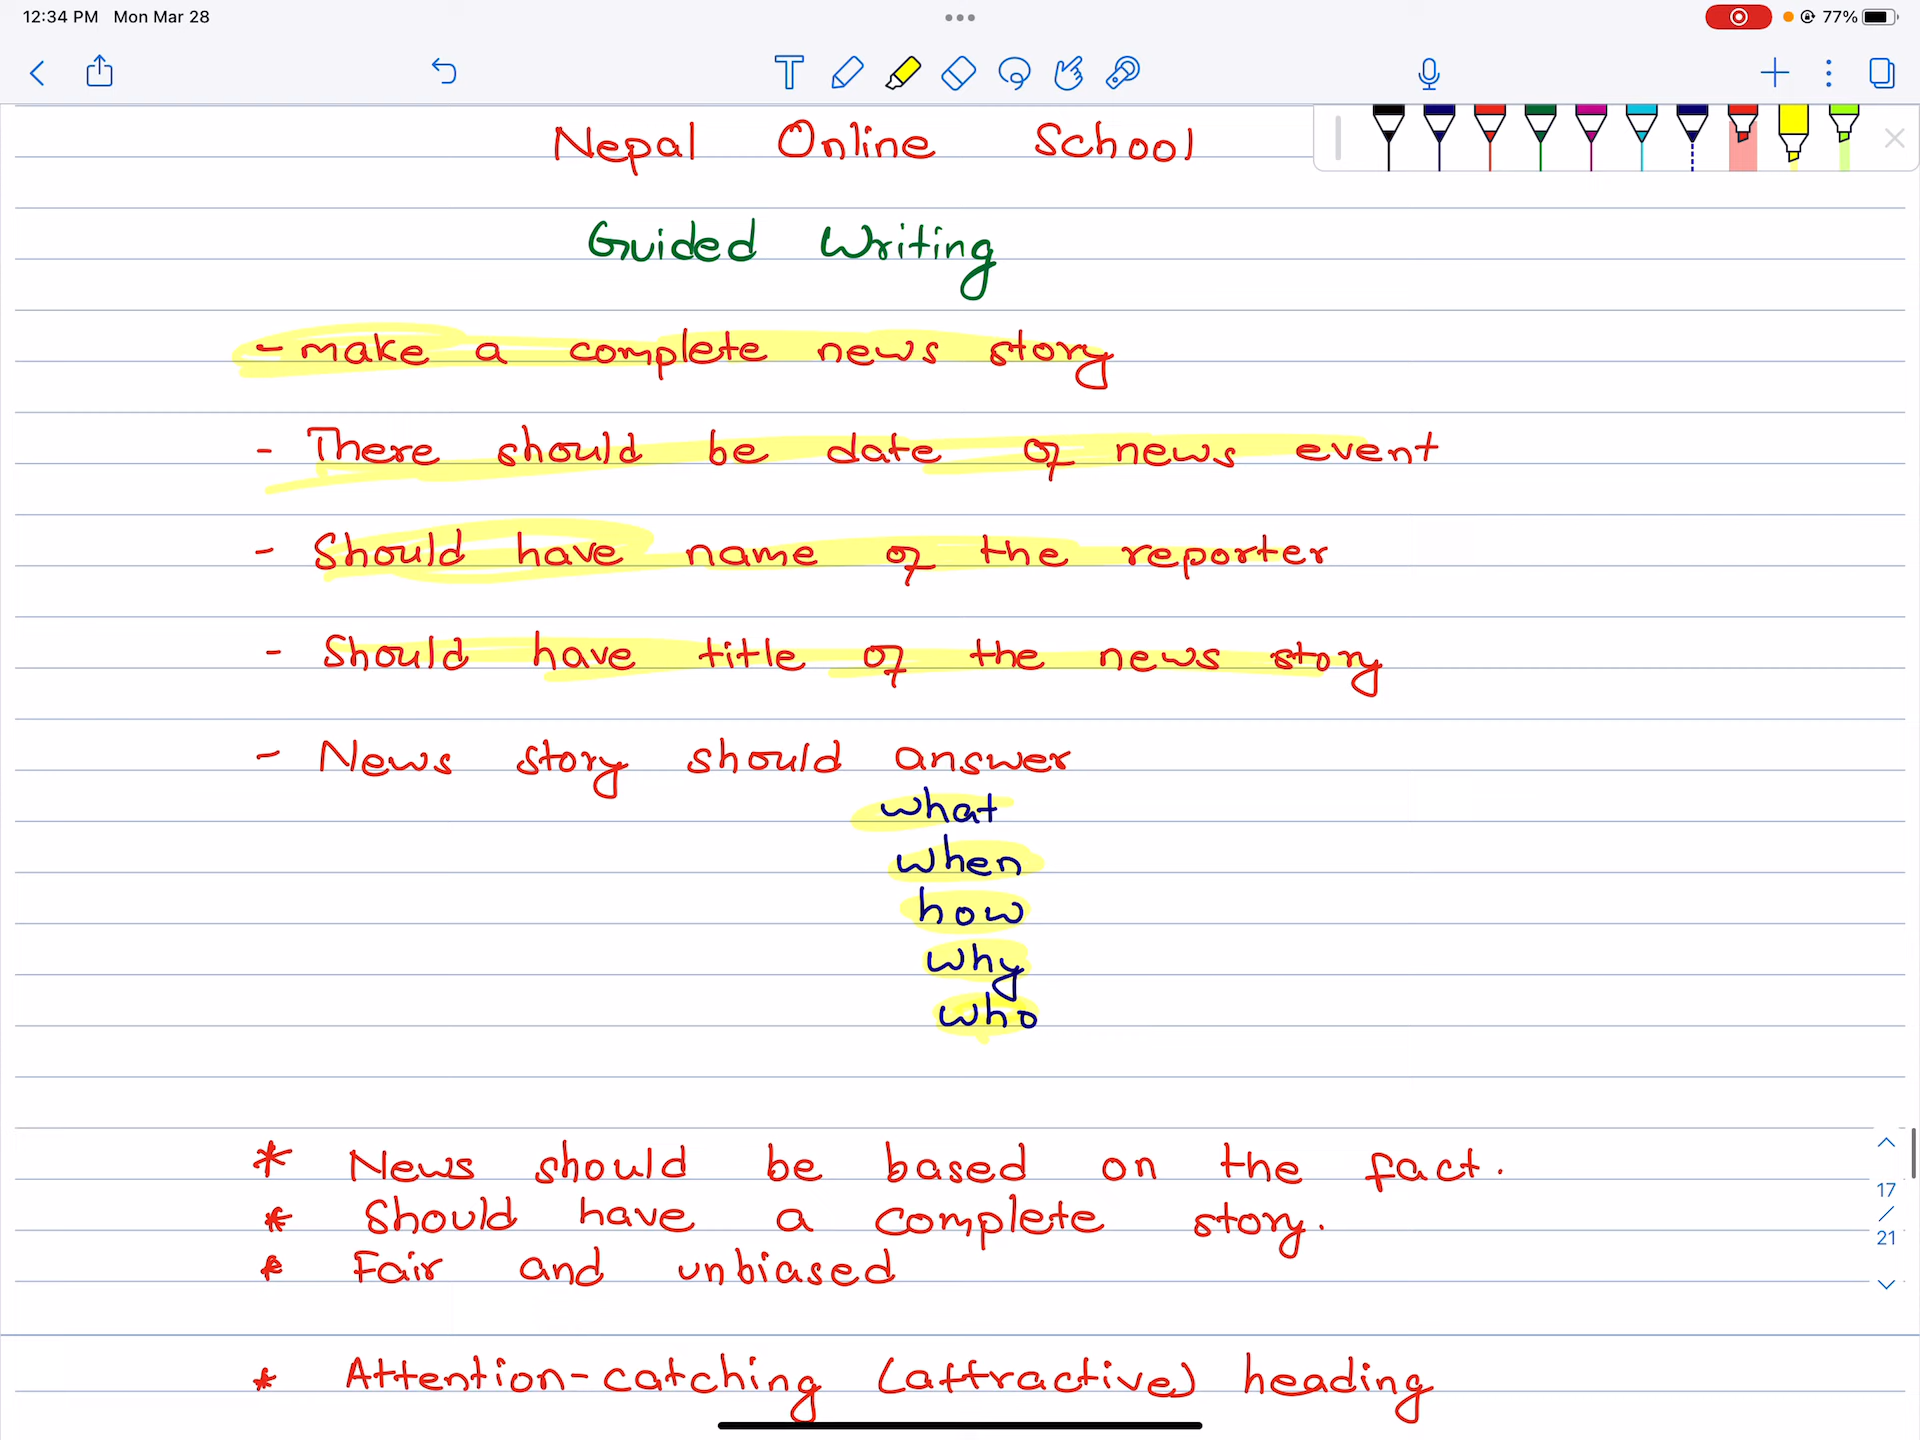 12:34 PM Mon Mar 28
77%
Nepal Online School
Guided Writing
- make a complete news story
- There should be date of news event
- Should have name of the reporter
- Should have title of the news story
- News story should answer
what
when
how
why
who
* News should be based on the fact.
* Should have a complete story.
* Fair and unbiased
* Attention-catching (attractive) heading
17
/
21